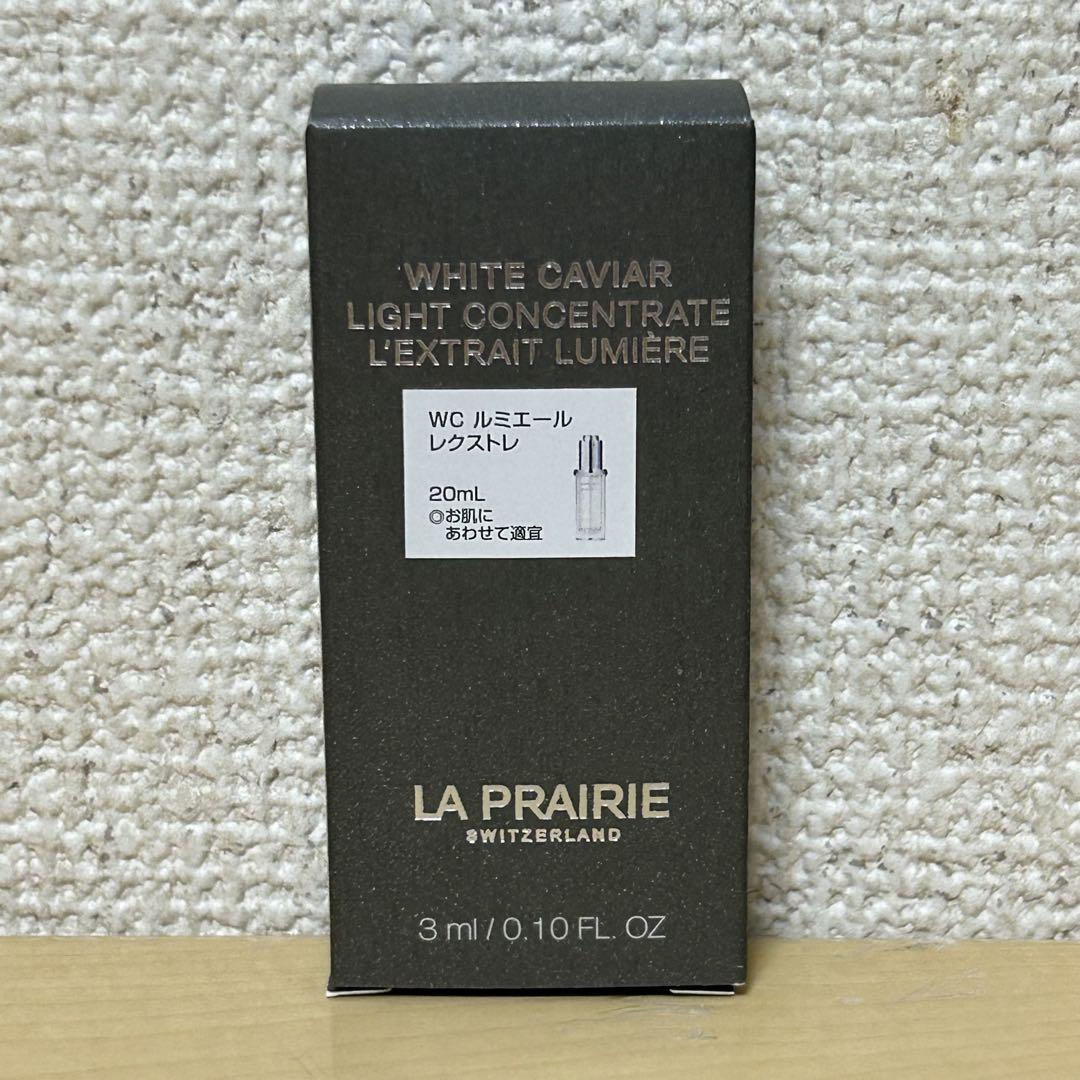 WHITE CAVIAR
LIGHT CONCENTRATE
L'EXTRAIT LUMIÈRE
WC ルミエール
レクストレ
20mL
◎お肌に
あわせて適宜
LA PRAIRIE
SWITZERLAND
3 ml / 0.10 FL. OZ